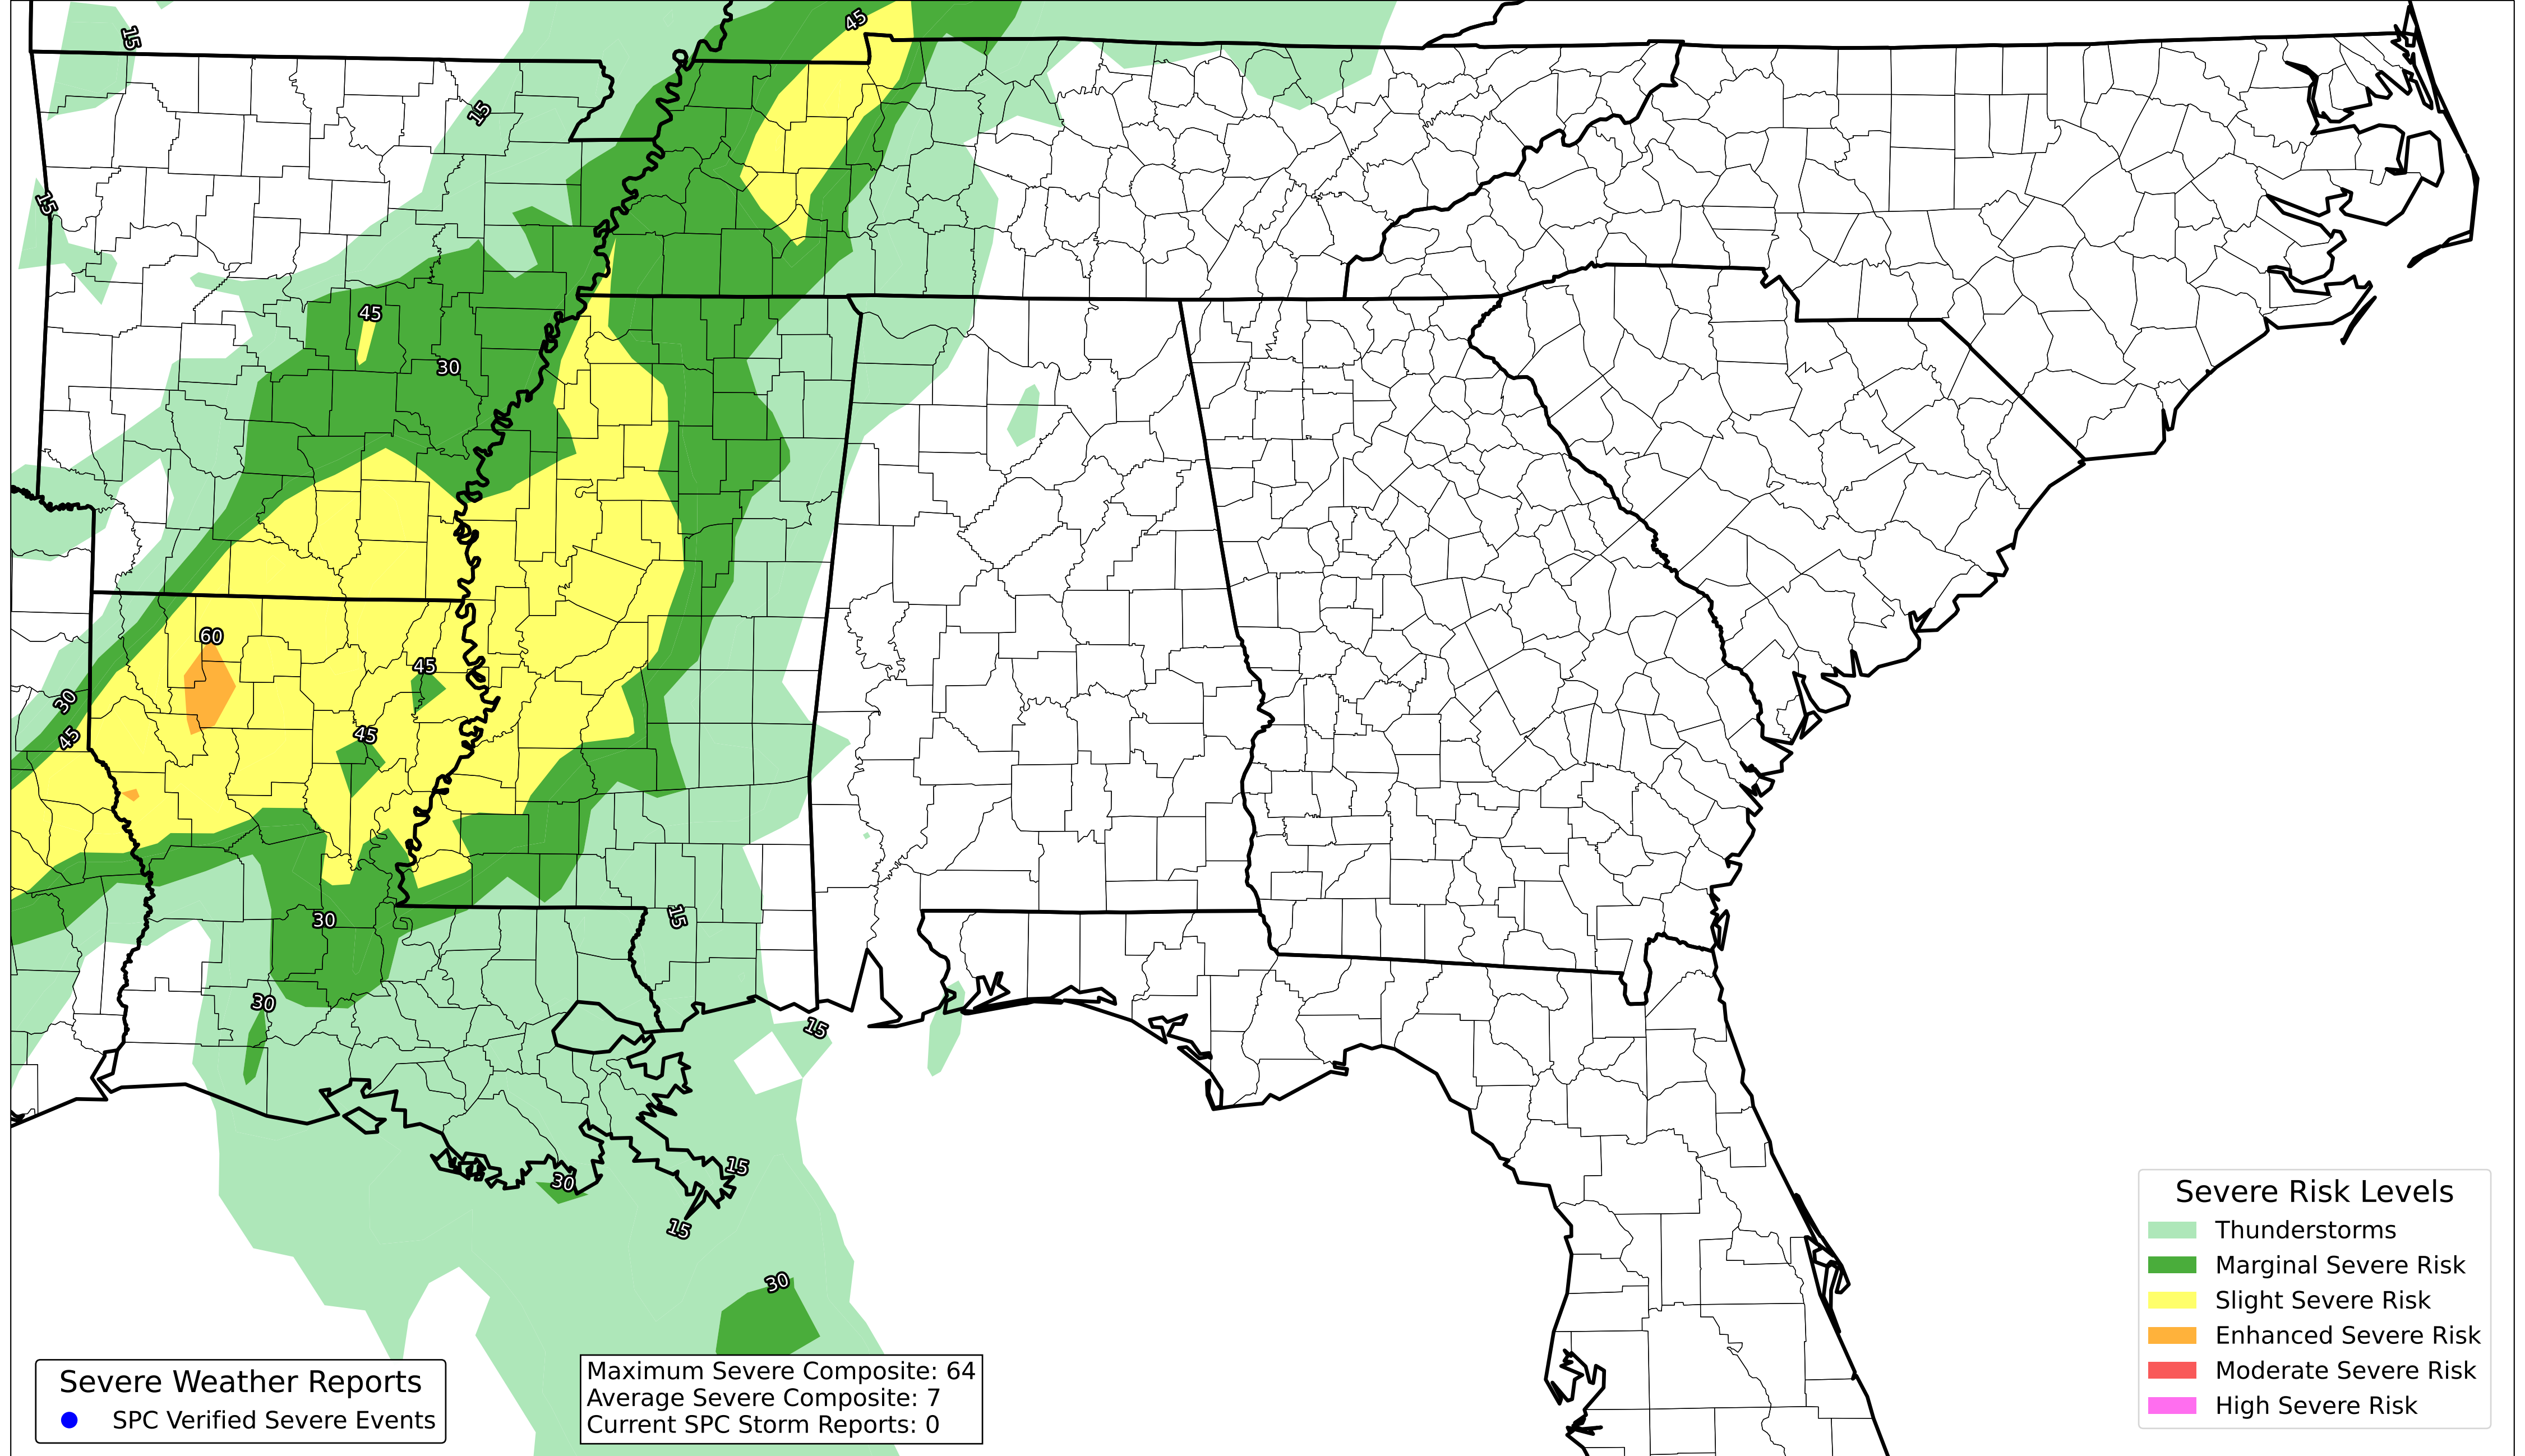 45
15
15
15
45
30
60
45
30
45
45
30
15
30
15
30
15
15
30
Severe Risk Levels
Thunderstorms
Marginal Severe Risk
Slight Severe Risk
Enhanced Severe Risk
Moderate Severe Risk
High Severe Risk
Severe Weather Reports
SPC Verified Severe Events
Maximum Severe Composite: 64
Average Severe Composite: 7
Current SPC Storm Reports: 0